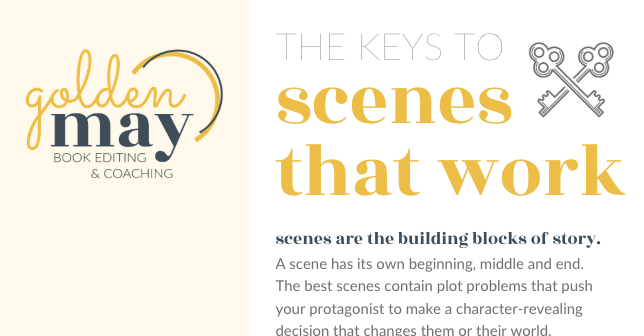 golden
may
BOOK EDITING
& COACHING
THE KEYS TO
scenes
that work
scenes are the building blocks of story.
A scene has its own beginning, middle and end.
The best scenes contain plot problems that push
your protagonist to make a character-revealing
decision that changes them or their world.